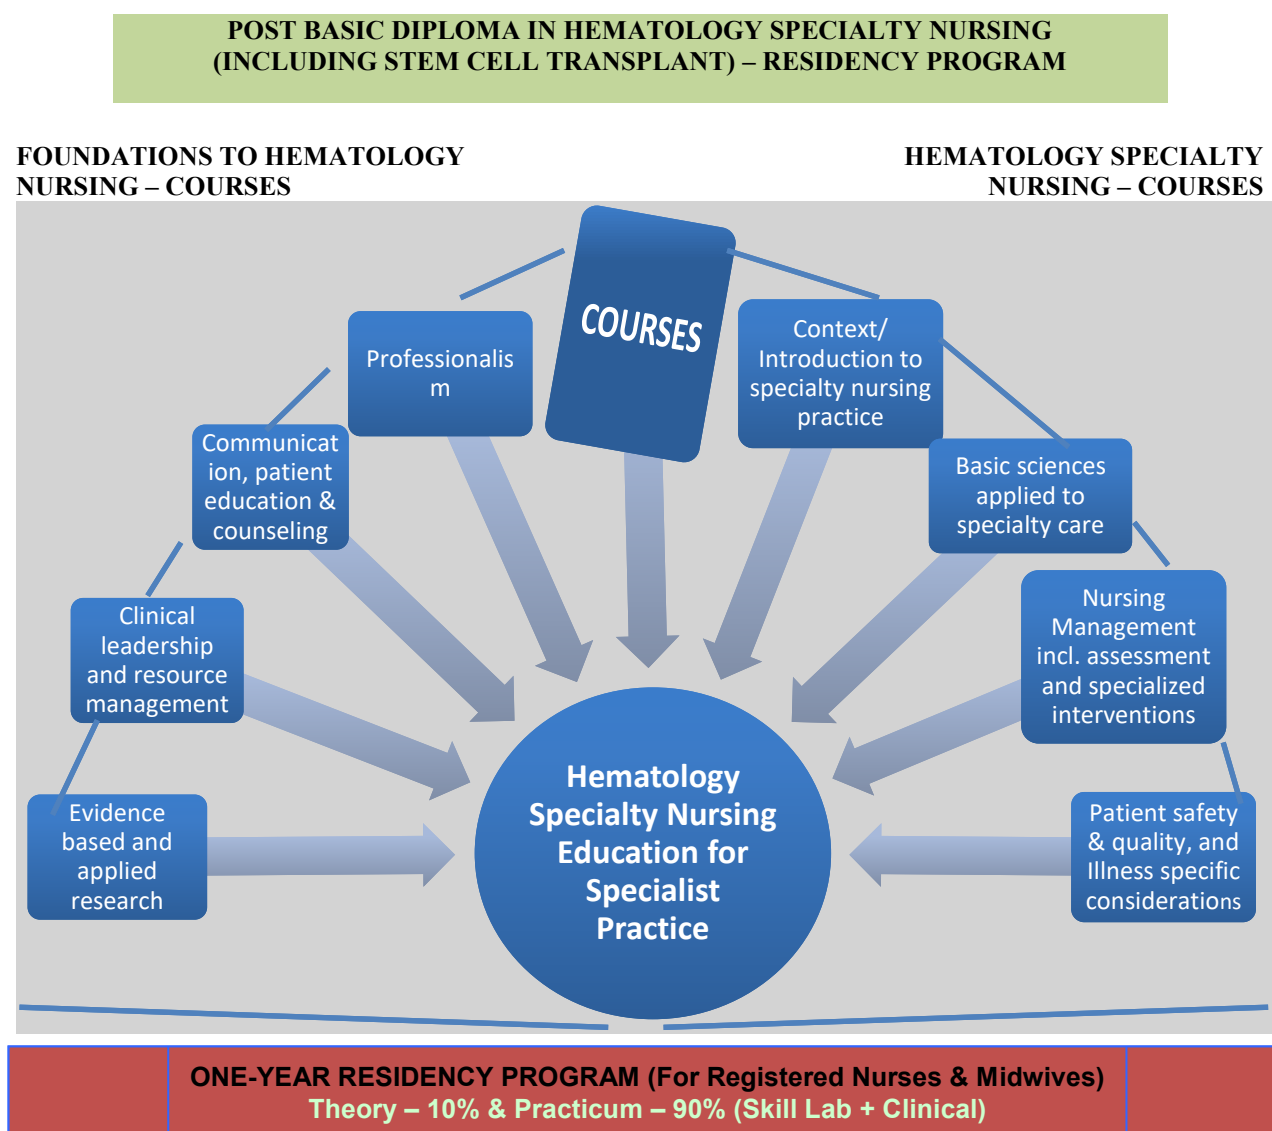 POST BASIC DIPLOMA IN HEMATOLOGY SPECIALTY NURSING
(INCLUDING STEM CELL TRANSPLANT) – RESIDENCY PROGRAM
FOUNDATIONS TO HEMATOLOGY
NURSING – COURSES
HEMATOLOGY SPECIALTY
NURSING – COURSES
COURSES
Professionalis
m
Communicat
ion, patient
education &
counseling
Clinical
leadership
and resource
management
Evidence
based and
applied
research
Context/
Introduction to
specialty nursing
practice
Basic sciences
applied to
specialty care
Nursing
Management
incl. assessment
and specialized
interventions
Patient safety
& quality, and
Illness specific
considerations
Hematology
Specialty Nursing
Education for
Specialist
Practice
ONE-YEAR RESIDENCY PROGRAM (For Registered Nurses & Midwives)
Theory – 10% & Practicum – 90% (Skill Lab + Clinical)